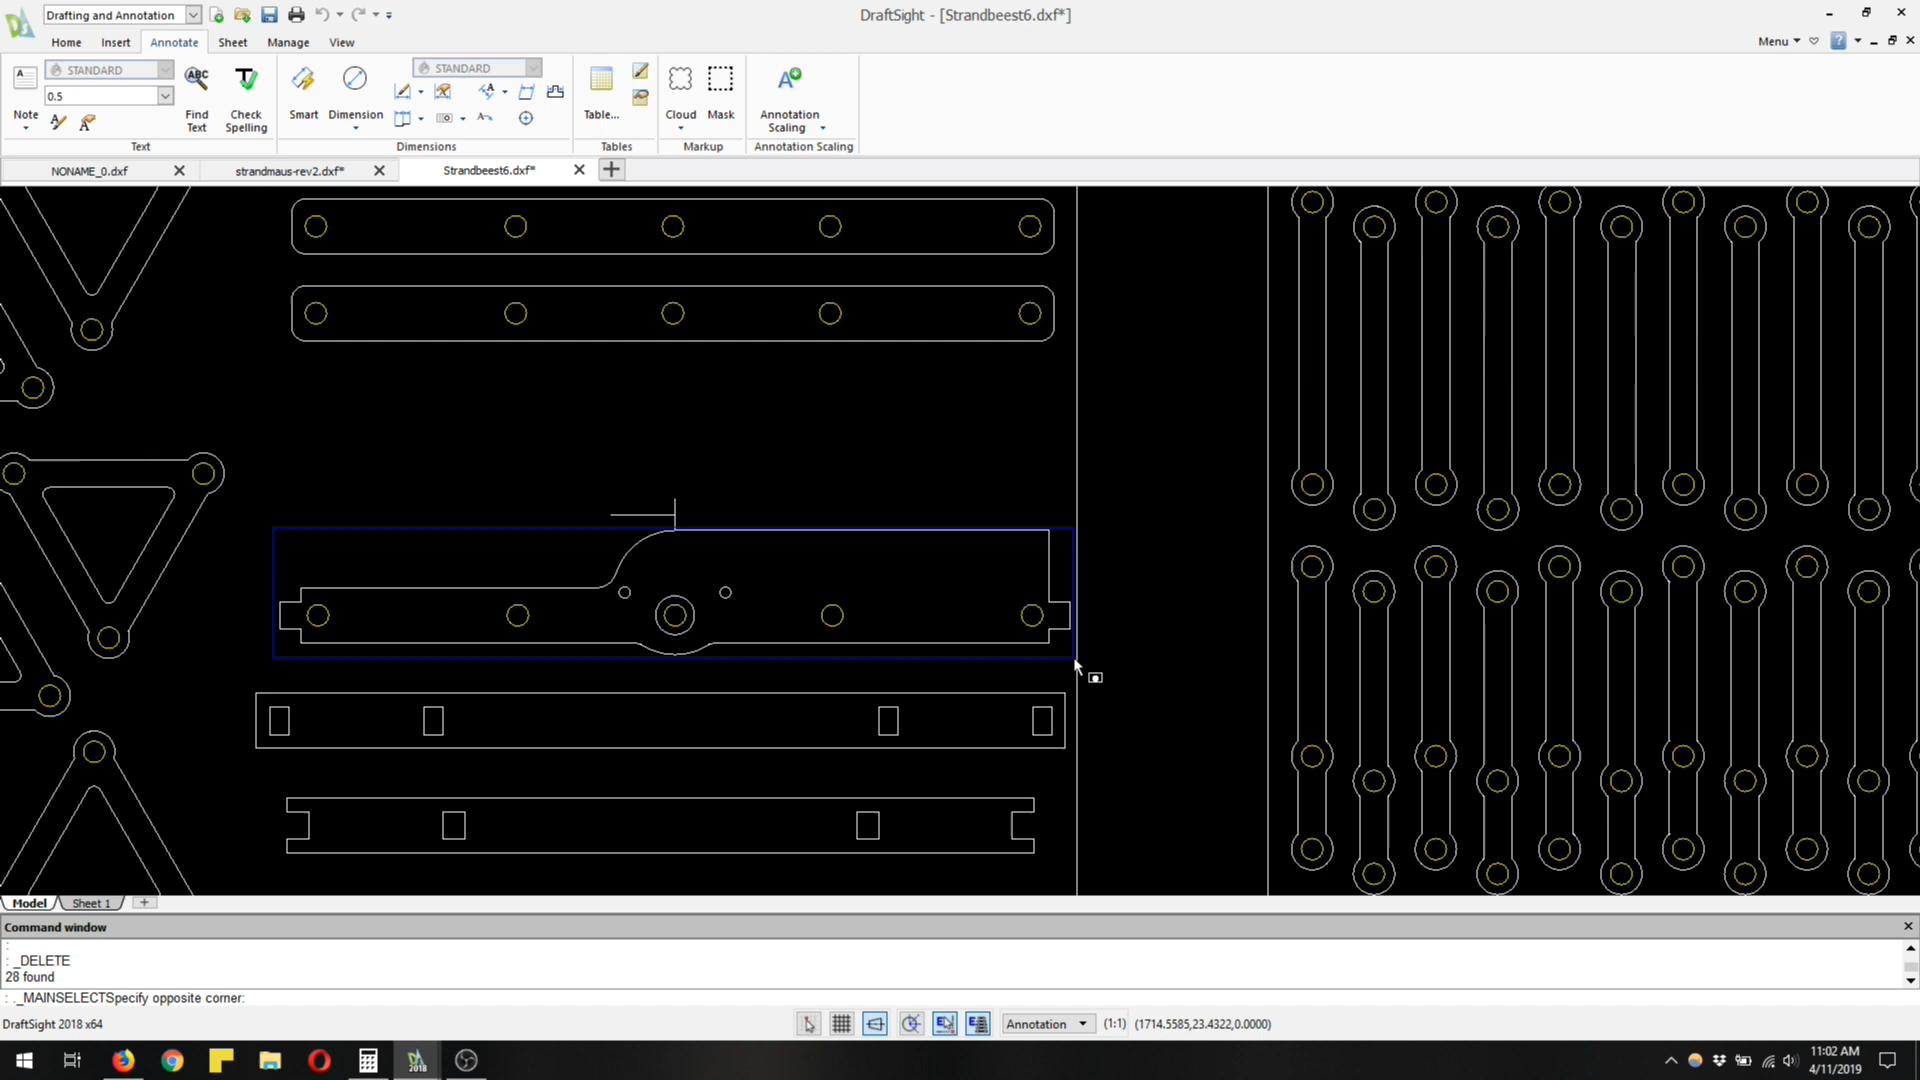 Drafting and Annotation
DraftSight - [Strandbeest6.dxf*]
Home Insert Annotate Sheet Manage View
Menu ?
STANDARD
0.5
A
ABC
STANDARD
Note
Find Text
Check Spelling
Smart
Dimension
Table...
Cloud
Mask
Annotation Scaling
Text
Dimensions
Tables
Markup
Annotation Scaling
NONAME_0.dxf
strandmaus-rev2.dxf*
Strandbeest6.dxf*
Model
Sheet 1
Command window
:
: _DELETE
28 found
: ._MAINSELECTSpecify opposite corner:
DraftSight 2018 x64
Annotation
(1:1)
(1714.5585,23.4322,0.0000)
2018
11:02 AM
4/11/2019